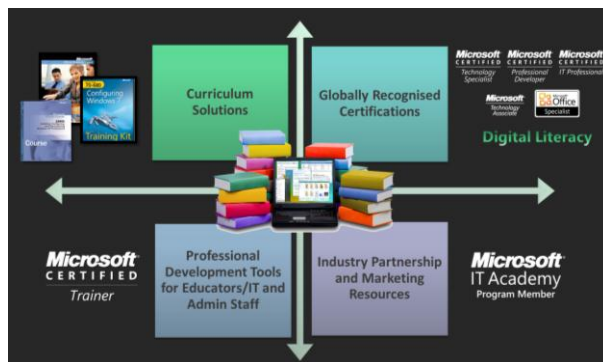 Curriculum
Solutions
Globally Recognised
Certifications
Microsoft
CERTIFIED
Technology
Specialist
Microsoft
CERTIFIED
Professional
Developer
Microsoft
CERTIFIED
IT Professional
Microsoft
Technology
Associate
Microsoft
Office
Specialist
Digital Literacy
Course
Configuring
Windows 7
Training Kit
Microsoft
CERTIFIED
Trainer
Professional
Development Tools
for Educators/IT and
Admin Staff
Industry Partnership
and Marketing
Resources
Microsoft
IT Academy
Program Member